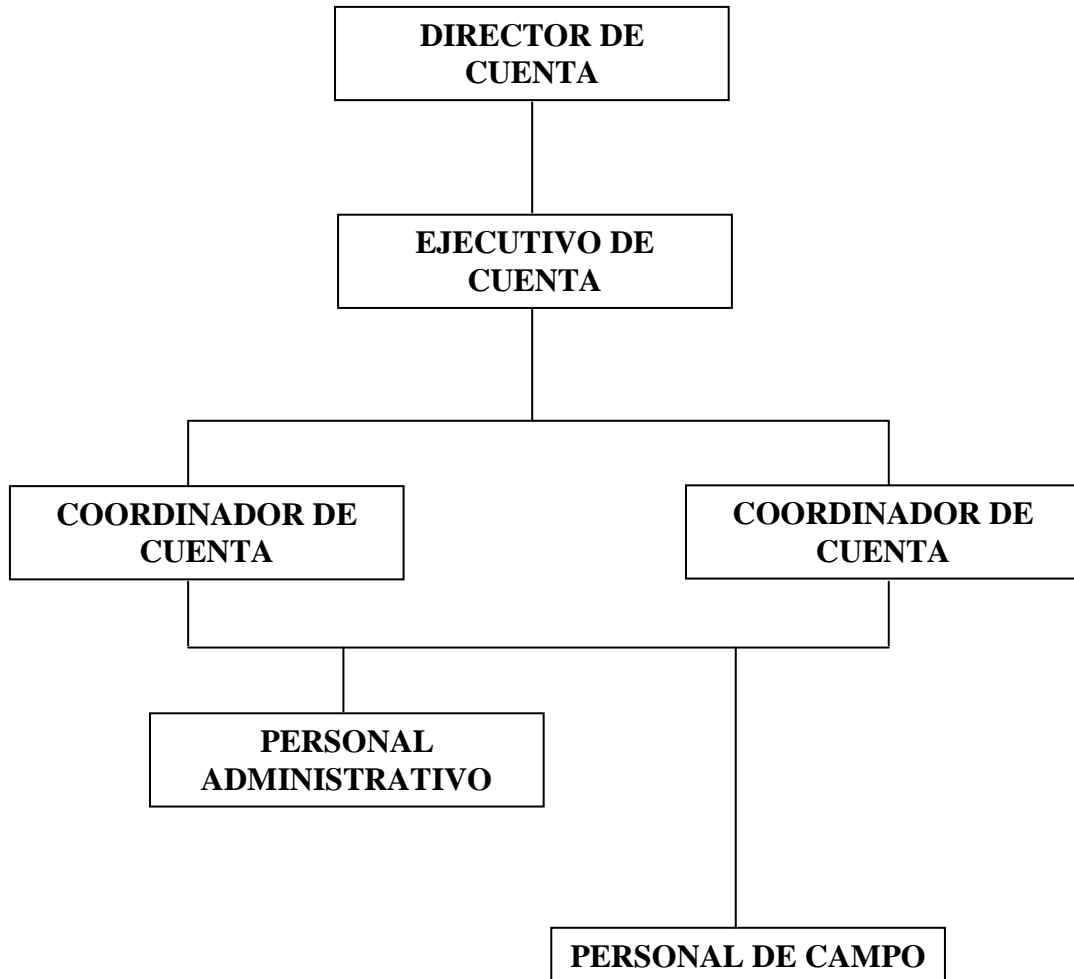 DIRECTOR DE
CUENTA
EJECUTIVO DE
CUENTA
COORDINADOR DE
CUENTA
COORDINADOR DE
CUENTA
PERSONAL
ADMINISTRATIVO
PERSONAL DE CAMPO